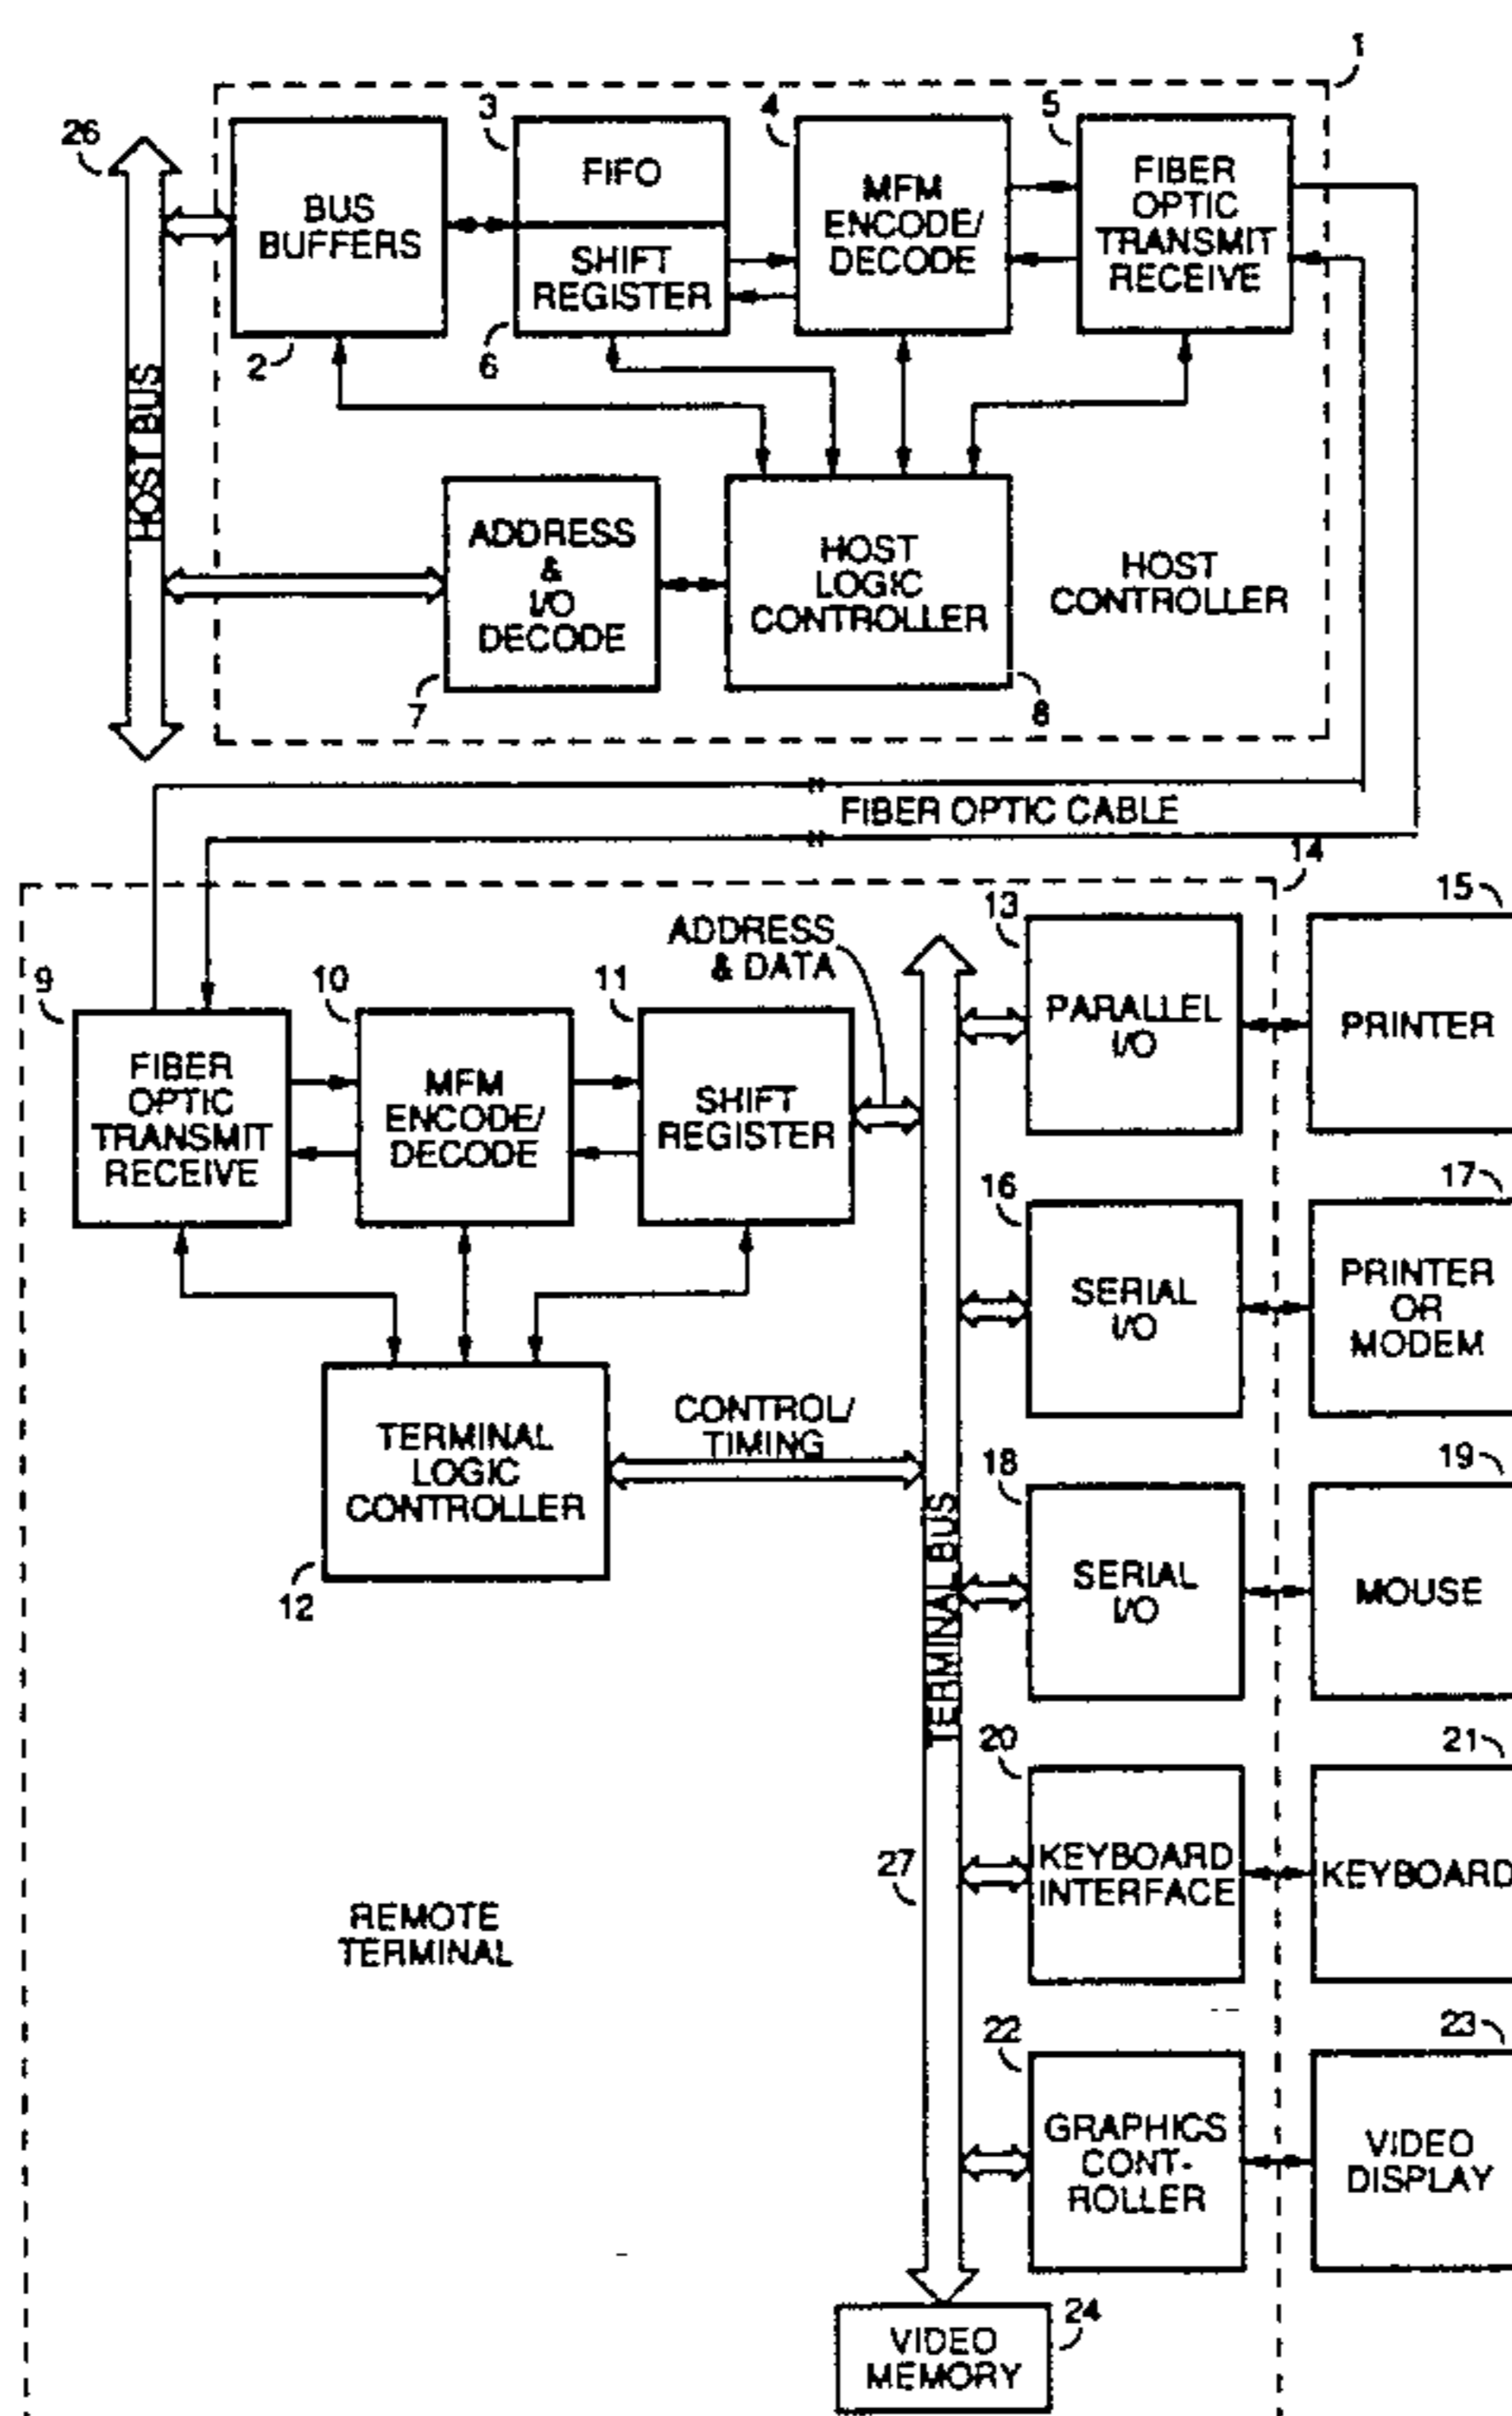 1
26
3
4
5
BUS
BUFFERS
FIFO
SHIFT
REGISTER
MFM
ENCODE/
DECODE
FIBER
OPTIC
TRANSMIT
RECEIVE
2
6
HOST BUS
ADDRESS
&
I/O
DECODE
HOST
LOGIC
CONTROLLER
HOST
CONTROLLER
7
8
FIBER OPTIC CABLE
14
9
10
11
ADDRESS
& DATA
13
15
FIBER
OPTIC
TRANSMIT
RECEIVE
MFM
ENCODE/
DECODE
SHIFT
REGISTER
PARALLEL
I/O
PRINTER
16
17
SERIAL
I/O
PRINTER
OR
MODEM
TERMINAL
LOGIC
CONTROLLER
12
CONTROL/
TIMING
TERMINAL BUS
18
19
SERIAL
I/O
MOUSE
20
21
27
KEYBOARD
INTERFACE
KEYBOARD
REMOTE
TERMINAL
22
23
GRAPHICS
CONT-
ROLLER
VIDEO
DISPLAY
24
VIDEO
MEMORY